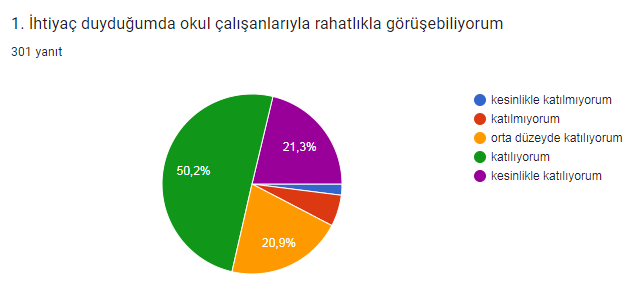 1. İhtiyaç duyduğumda okul çalışanlarıyla rahatlıkla görüşebiliyorum
301 yanıt
kesinlikle katılmıyorum
katılmıyorum
orta düzeyde katılıyorum
katılıyorum
kesinlikle katılıyorum
21,3%
50,2%
20,9%